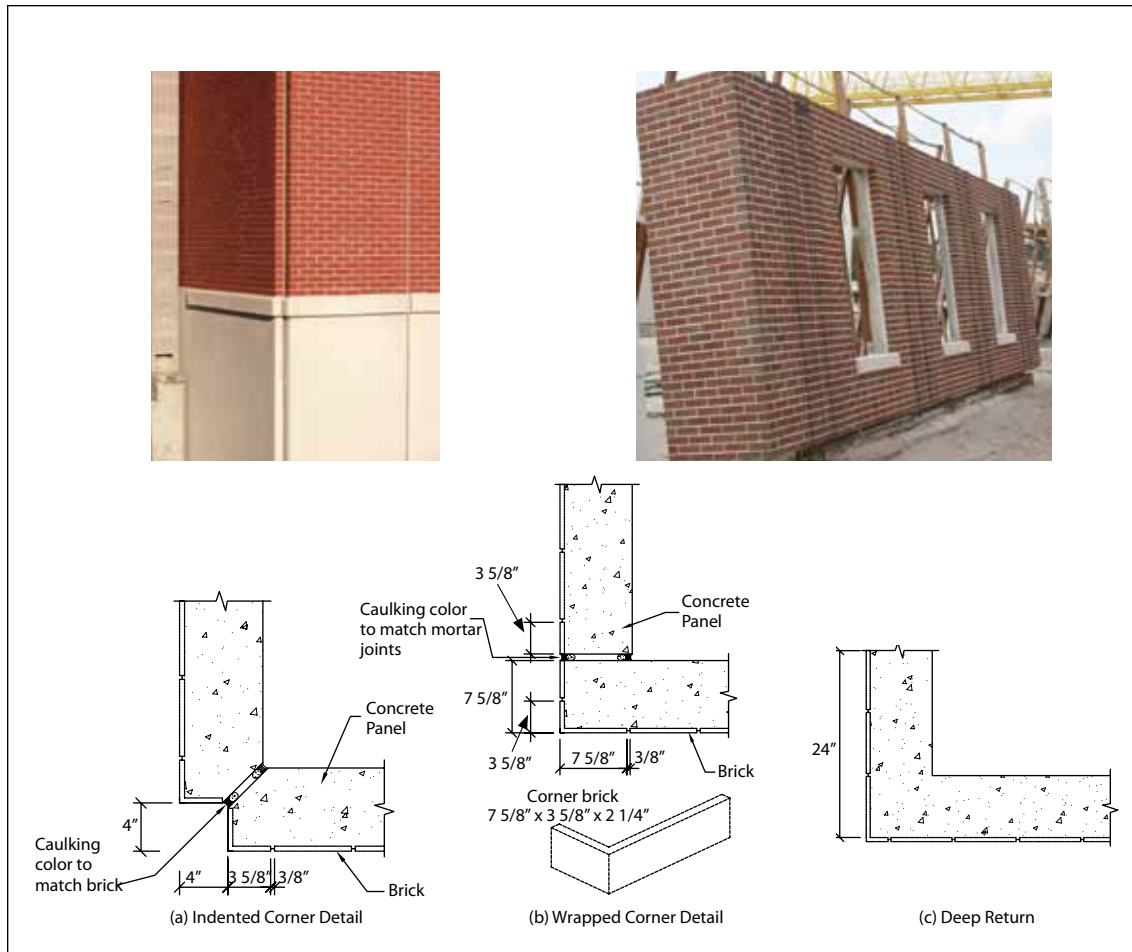 3 5/8”
Caulking color
to match mortar
joints
Concrete
Panel
7 5/8”
3 5/8”
7 5/8”
3/8”
Brick
Corner brick
7 5/8” x 3 5/8” x 2 1/4”
Concrete
Panel
4”
Caulking
color to
match brick
4”
3 5/8”
3/8”
Brick
24”
(a) Indented Corner Detail
(b) Wrapped Corner Detail
(c) Deep Return